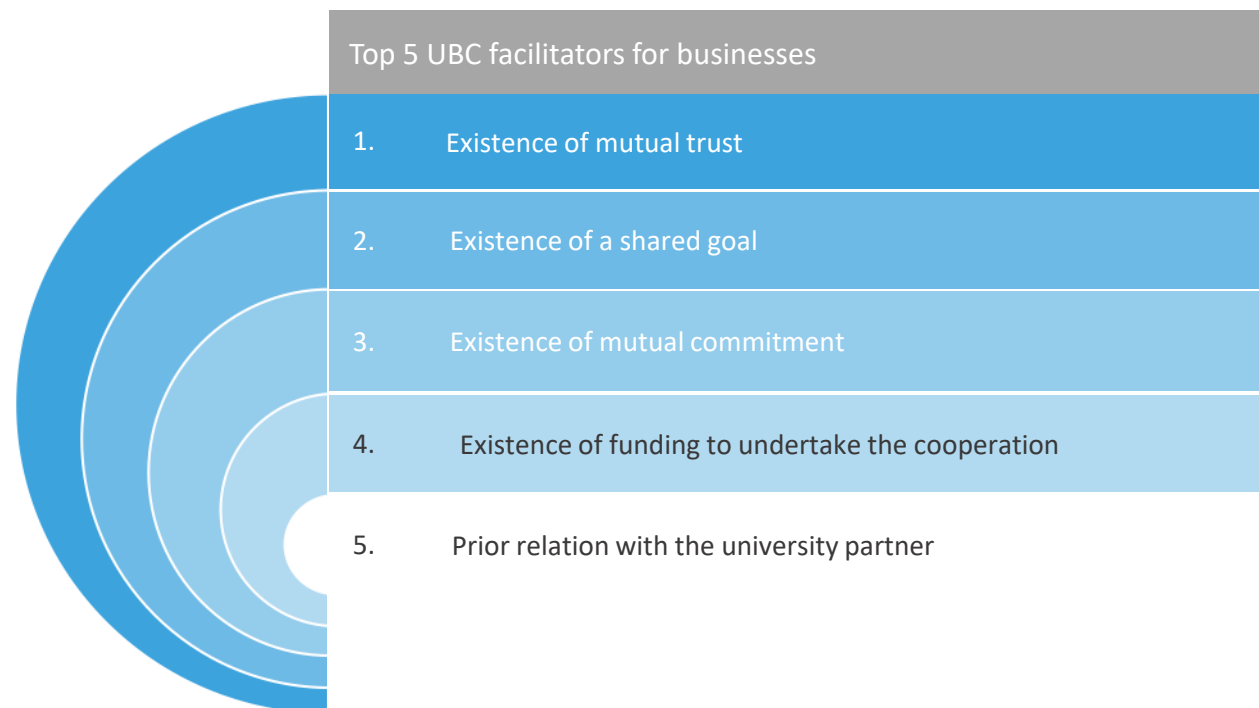 Top 5 UBC facilitators for businesses
1. Existence of mutual trust
2. Existence of a shared goal
3. Existence of mutual commitment
4. Existence of funding to undertake the cooperation
5. Prior relation with the university partner